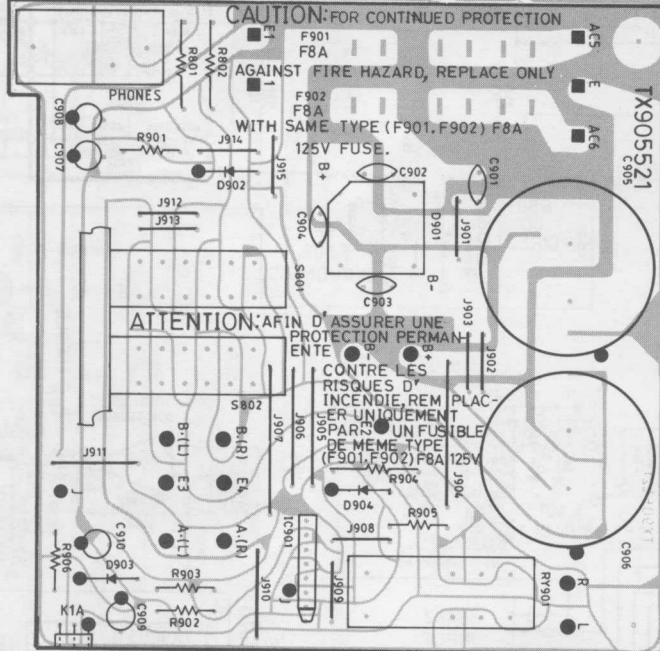 CAUTION: FOR CONTINUED PROTECTION
AGAINST FIRE HAZARD, REPLACE ONLY
WITH SAME TYPE (F901. F902) F8A
125V FUSE.
E1
F901
F8A
F902
F8A
1
AC5
E
AC6
TX905521
C905
PHONES
R801
R802
C908
C907
R901
J914
D902
J915
J912
J913
B+
C902
C901
C904
D901
J901
B-
C903
S801
ATTENTION: AFIN D'ASSURER UNE
PROTECTION PERMAN
ENTE
CONTRE LES
RISQUES D'
INCENDIE, REM PLAC-
ER UNIQUEMENT
PAR UN FUSIBLE
DE MEME TYPE
(F901, F902) F8A 125V
B-
B+
E2
J903
J902
S802
J907
J906
J905
B.(L)
B.(R)
J911
E3
E4
R904
J904
D904
J
A.(L)
A.(R)
IC901
R905
J908
C910
R906
D903
R903
J910
J
J909
RY901
C906
R
L
K1A
C909
R902